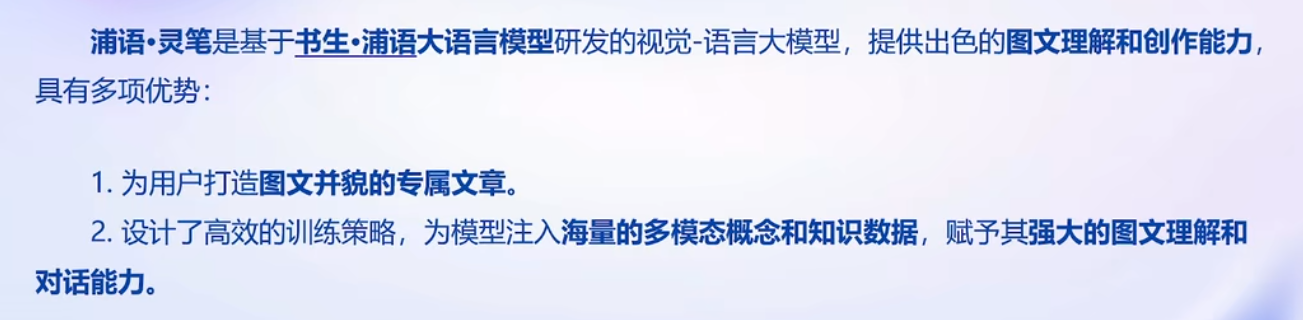 浦语•灵笔是基于书生•浦语大语言模型研发的视觉-语言大模型，提供出色的图文理解和创作能力，
具有多项优势：
1. 为用户打造图文并貌的专属文章。
2. 设计了高效的训练策略，为模型注入海量的多模态概念和知识数据，赋予其强大的图文理解和
对话能力。